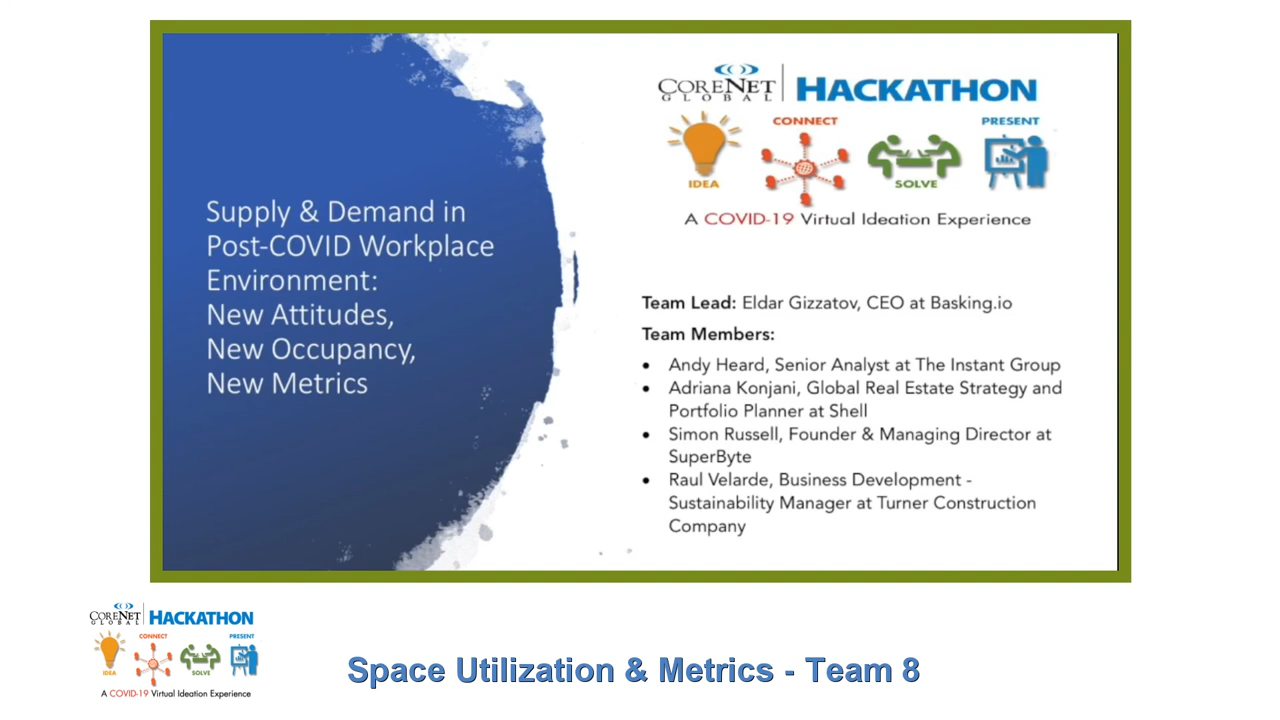 Supply & Demand in
Post-COVID Workplace
Environment:
New Attitudes,
New Occupancy,
New Metrics
CORENET
GLOBAL
HACKATHON
IDEA
CONNECT
SOLVE
PRESENT
A COVID-19 Virtual Ideation Experience
Team Lead: Eldar Gizzatov, CEO at Basking.io
Team Members:
• Andy Heard, Senior Analyst at The Instant Group
• Adriana Konjani, Global Real Estate Strategy and
Portfolio Planner at Shell
• Simon Russell, Founder & Managing Director at
SuperByte
• Raul Velarde, Business Development -
Sustainability Manager at Turner Construction
Company
CORENET
GLOBAL
HACKATHON
IDEA
CONNECT
SOLVE
PRESENT
A COVID-19 Virtual Ideation Experience
Space Utilization & Metrics - Team 8